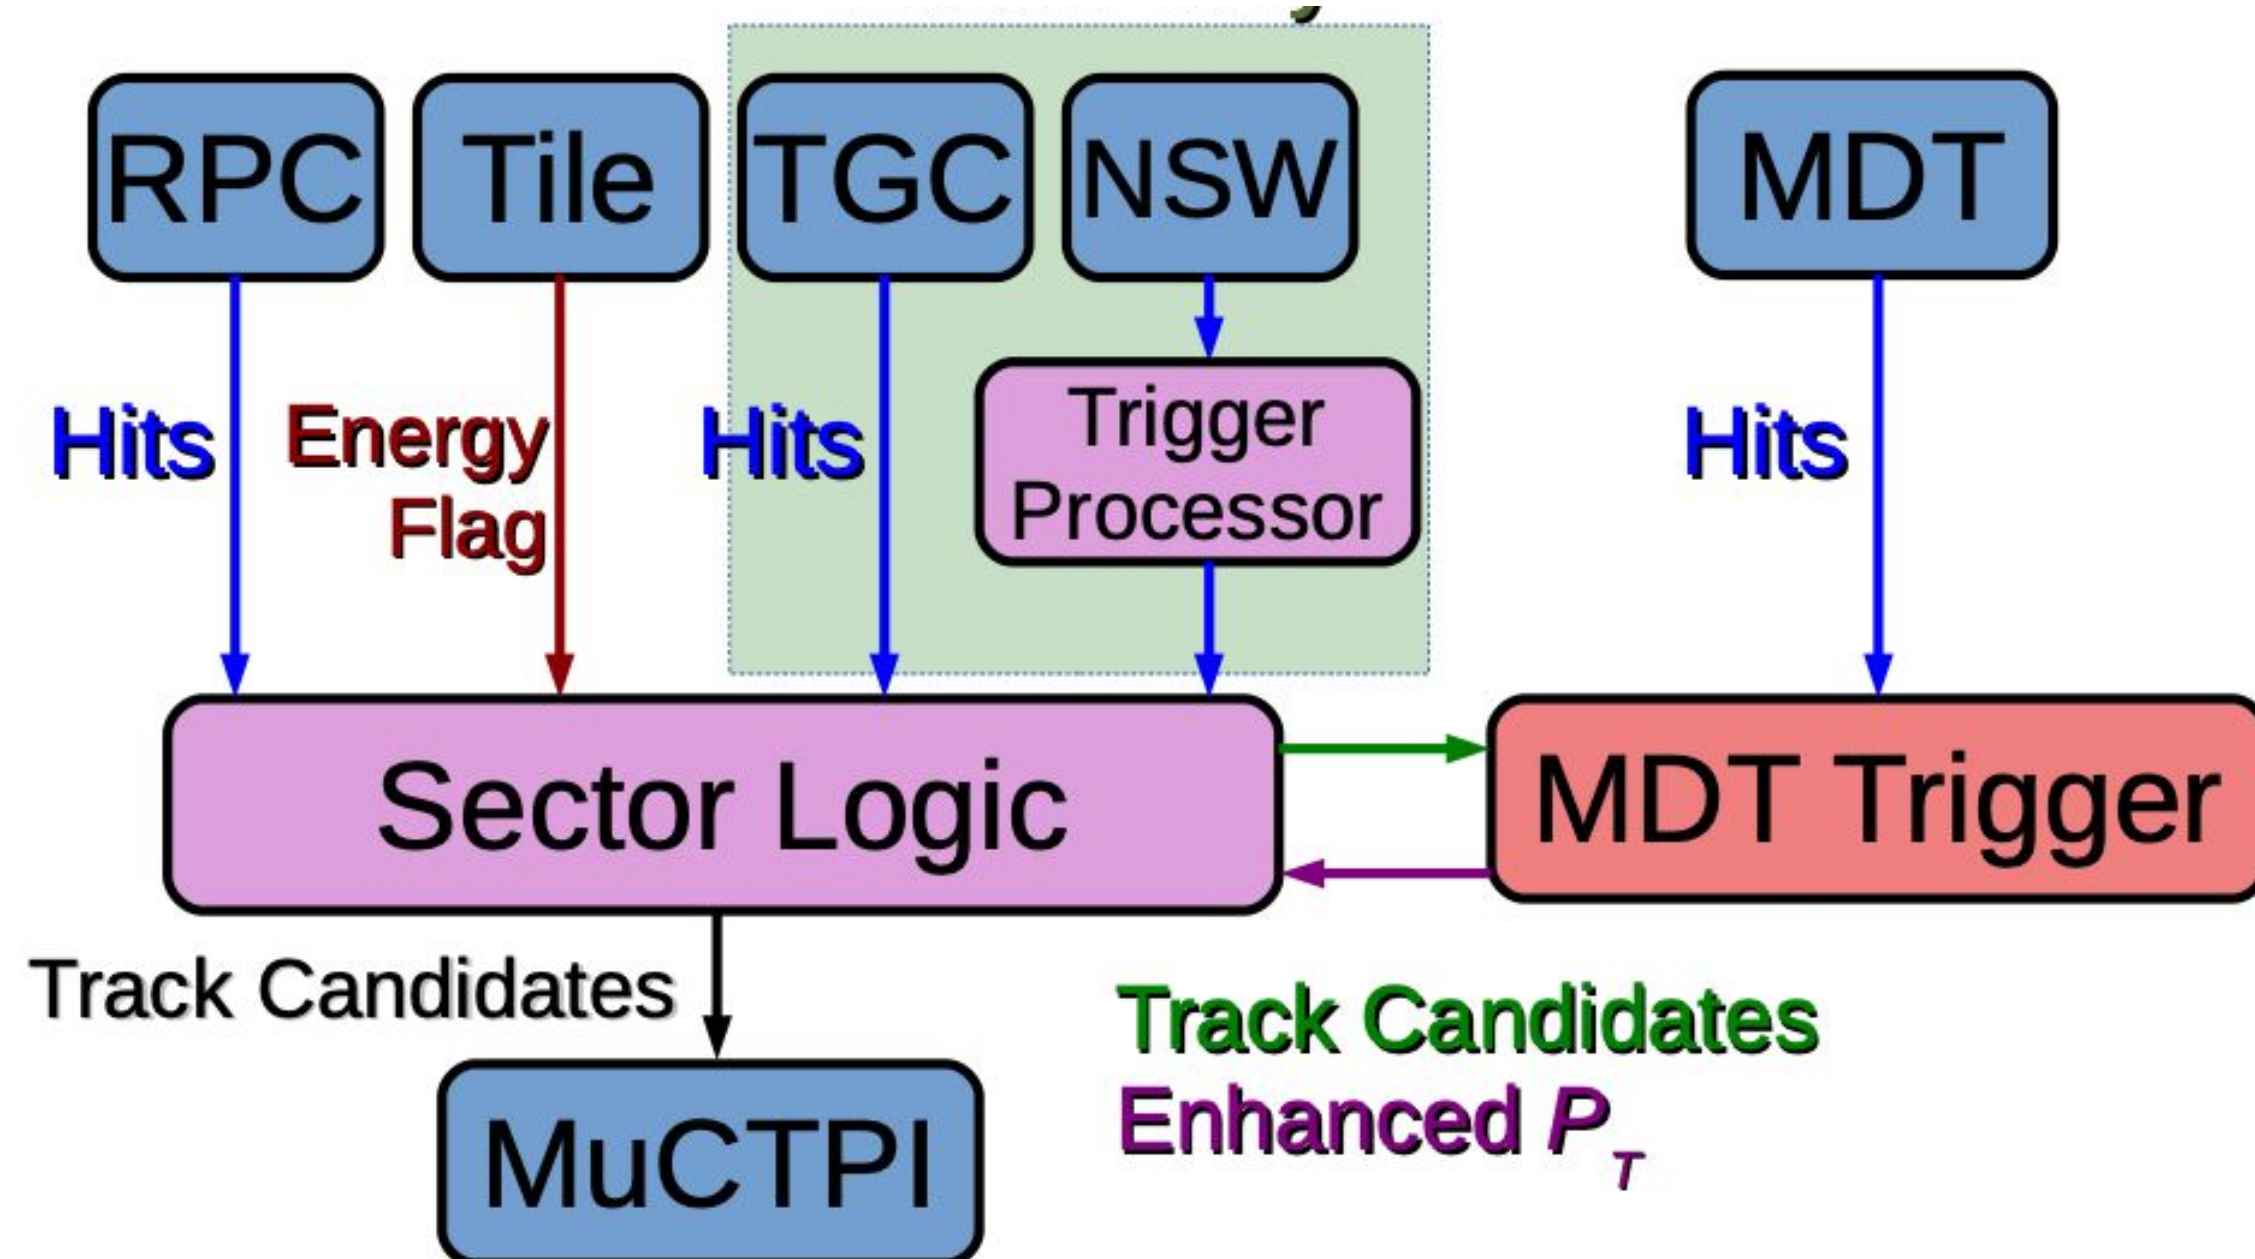 RPC
Tile
TGC
NSW
MDT
Hits
Energy
Flag
Hits
Trigger
Processor
Hits
Sector Logic
MDT Trigger
Track Candidates
Track Candidates
Enhanced P_T
MuCTPI